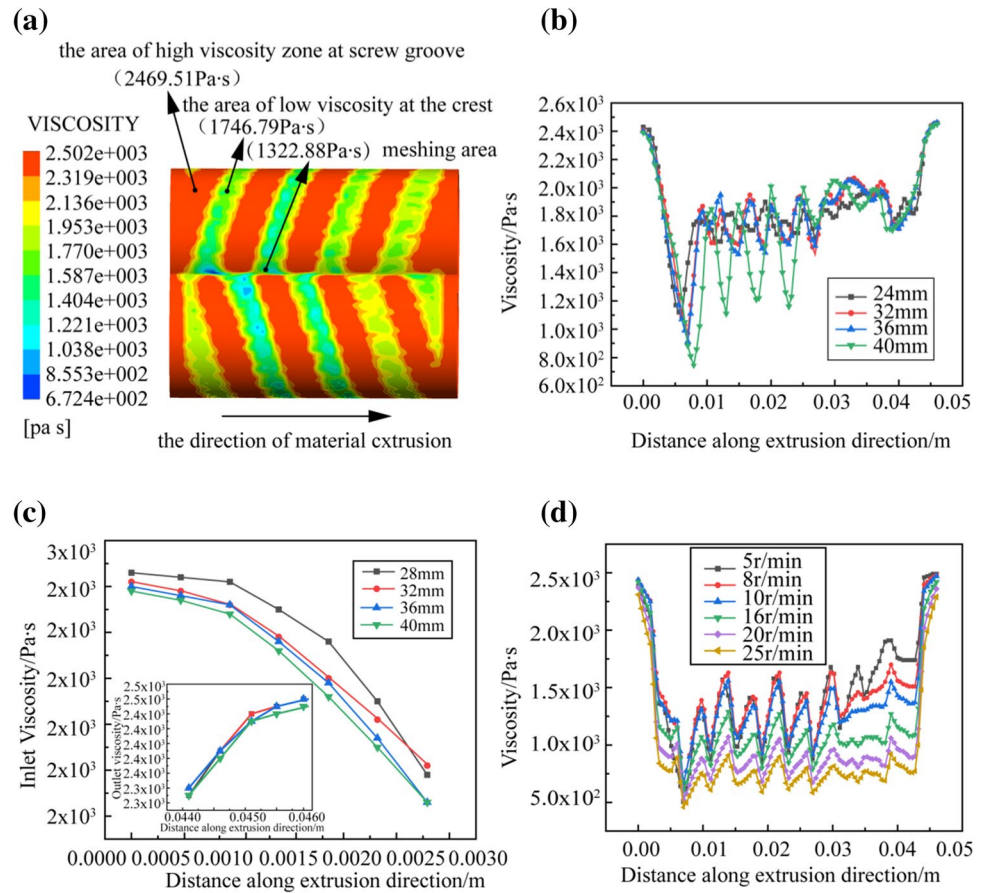 (a)
the area of high viscosity zone at screw groove
（2469.51Pa·s）
the area of low viscosity at the crest
（1746.79Pa·s）
（1322.88Pa·s） meshing area
VISCOSITY
2.502e+003
2.319e+003
2.136e+003
1.953e+003
1.770e+003
1.587e+003
1.404e+003
1.221e+003
1.038e+003
8.553e+002
6.724e+002
[pa s]
the direction of material cxtrusion
(b)
Viscosity/Pa·s
2.6x10³
2.4x10³
2.0x10³
1.8x10³
1.6x10³
1.2x10³
1.0x10³
8.0x10²
6.0x10²
24mm
32mm
36mm
40mm
0.00 0.01 0.02 0.03 0.04 0.05
Distance along extrusion direction/m
(c)
Inlet Viscosity/Pa·s
3x10³
2x10³
2x10³
2x10³
2x10³
2x10³
2x10³
28mm
32mm
36mm
40mm
Outlet viscosity/Pa·s
2.5x10³
2.5x10³
2.4x10³
2.4x10³
2.4x10³
2.4x10³
2.4x10³
2.3x10³
2.3x10³
0.0440 0.0450 0.0460
Distance along extrusion direction/m
0.0000 0.0005 0.0010 0.0015 0.0020 0.0025 0.0030
Distance along extrusion direction/m
(d)
Viscosity/Pa·s
2.5x10³
2.0x10³
1.5x10³
1.0x10³
5.0x10²
5r/min
8r/min
10r/min
16r/min
20r/min
25r/min
0.00 0.01 0.02 0.03 0.04 0.05
Distance along extrusion direction/m